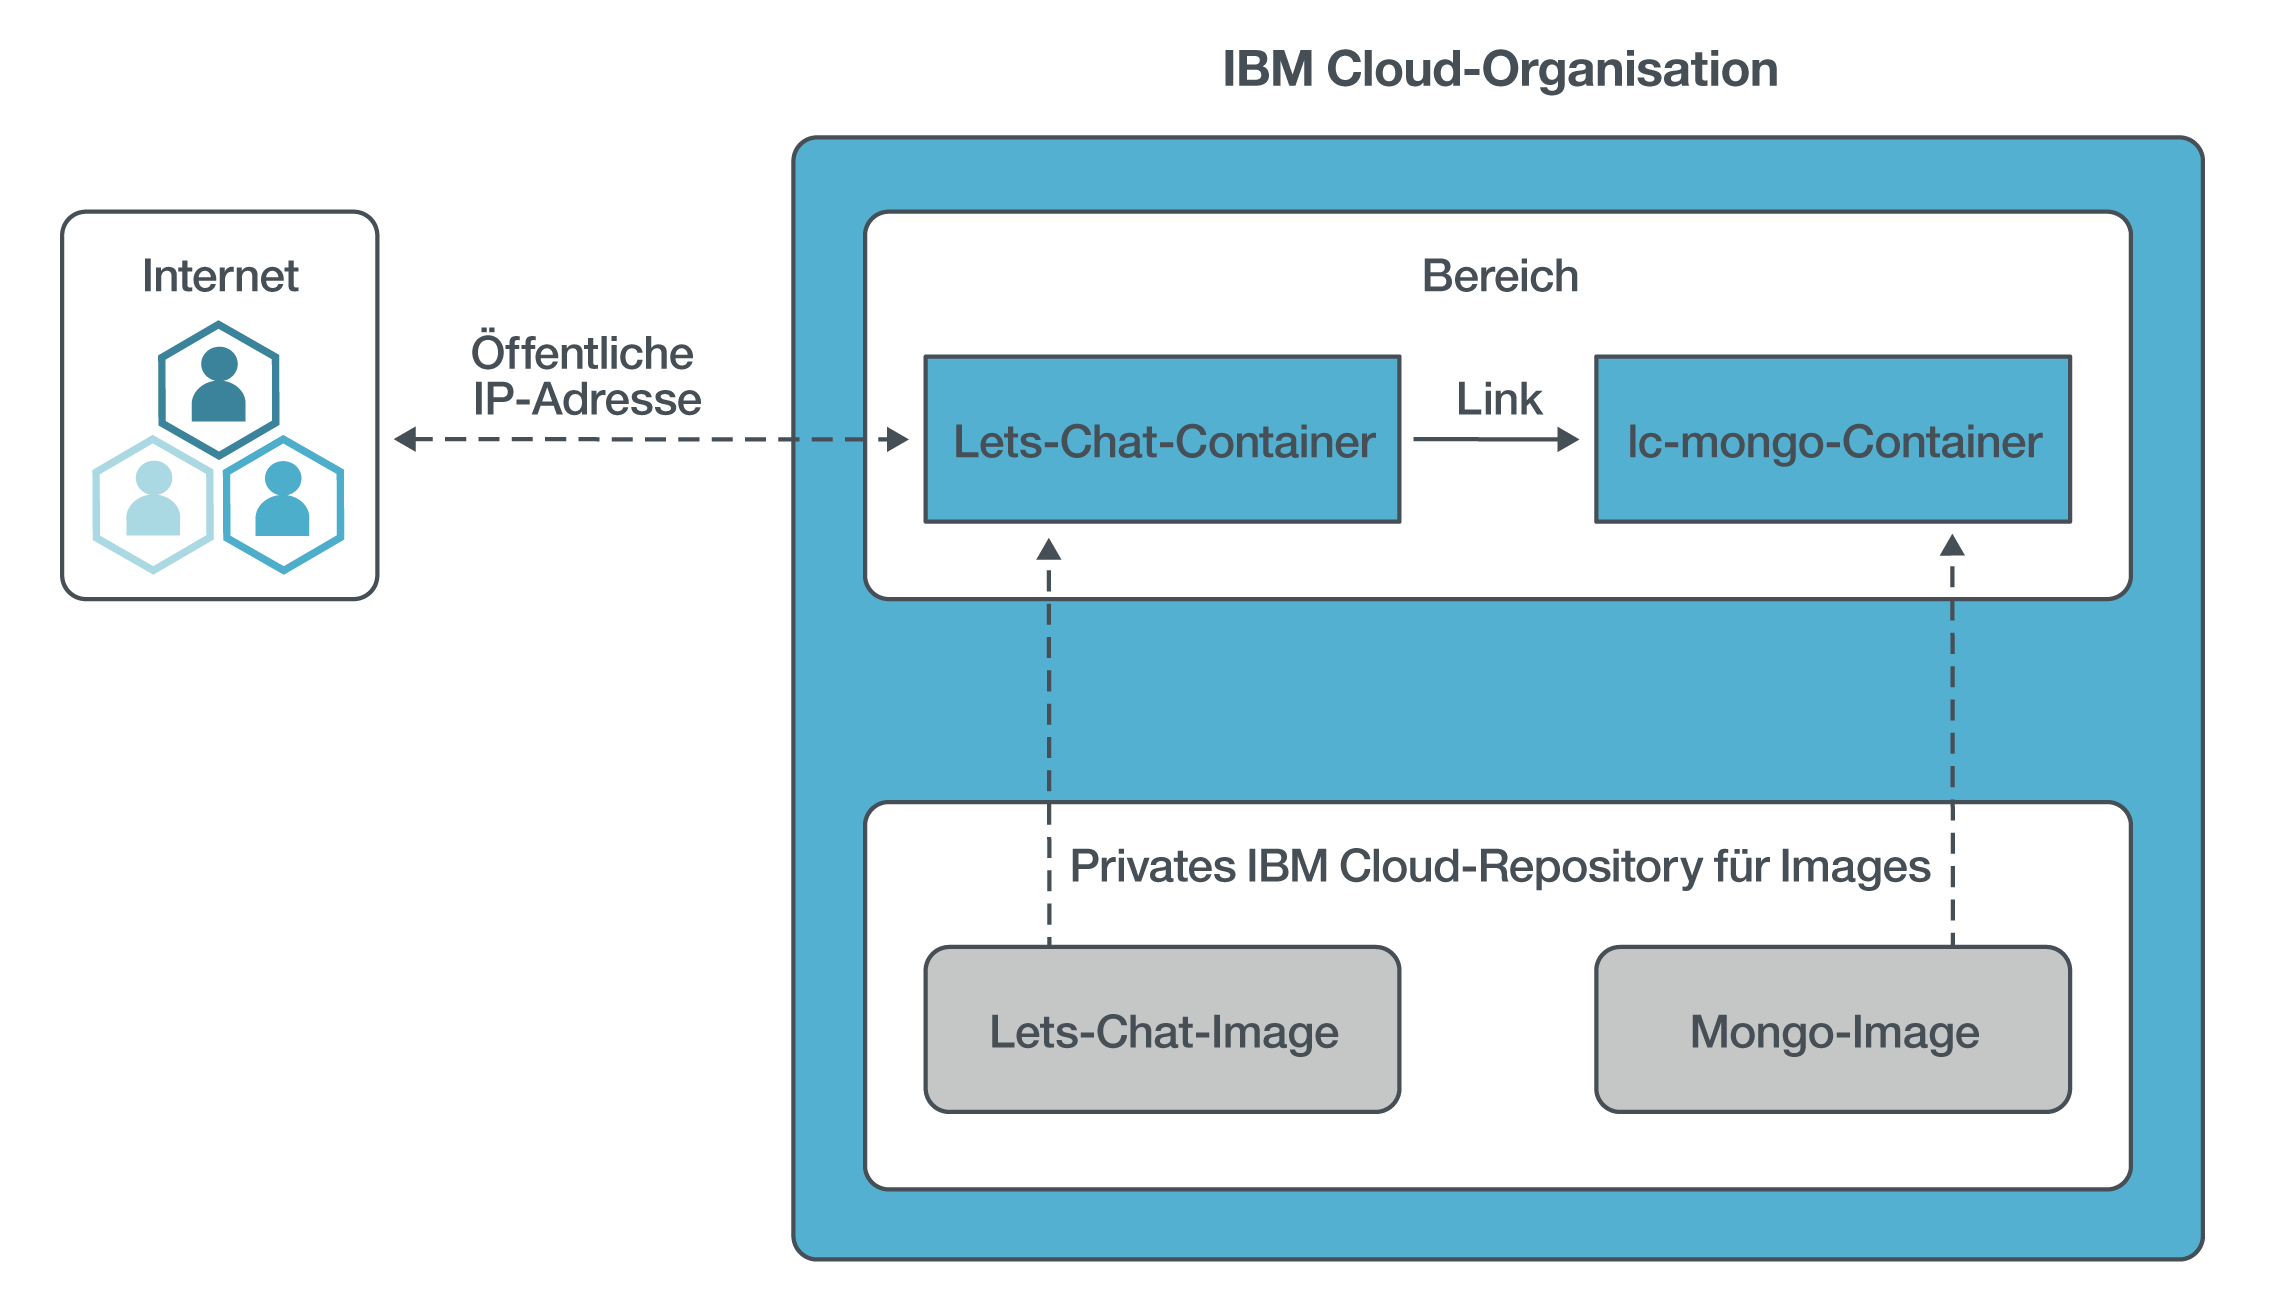 IBM Cloud-Organisation
Internet
Bereich
Öffentliche
IP-Adresse
Lets-Chat-Container
Link
lc-mongo-Container
Privates IBM Cloud-Repository für Images
Lets-Chat-Image
Mongo-Image